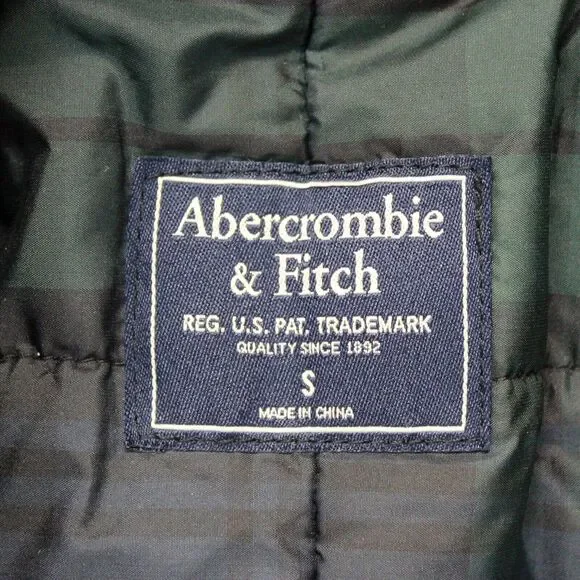 Abercrombie
& Fitch
REG. U.S. PAT. TRADEMARK
QUALITY SINCE 1892
S
MADE IN CHINA